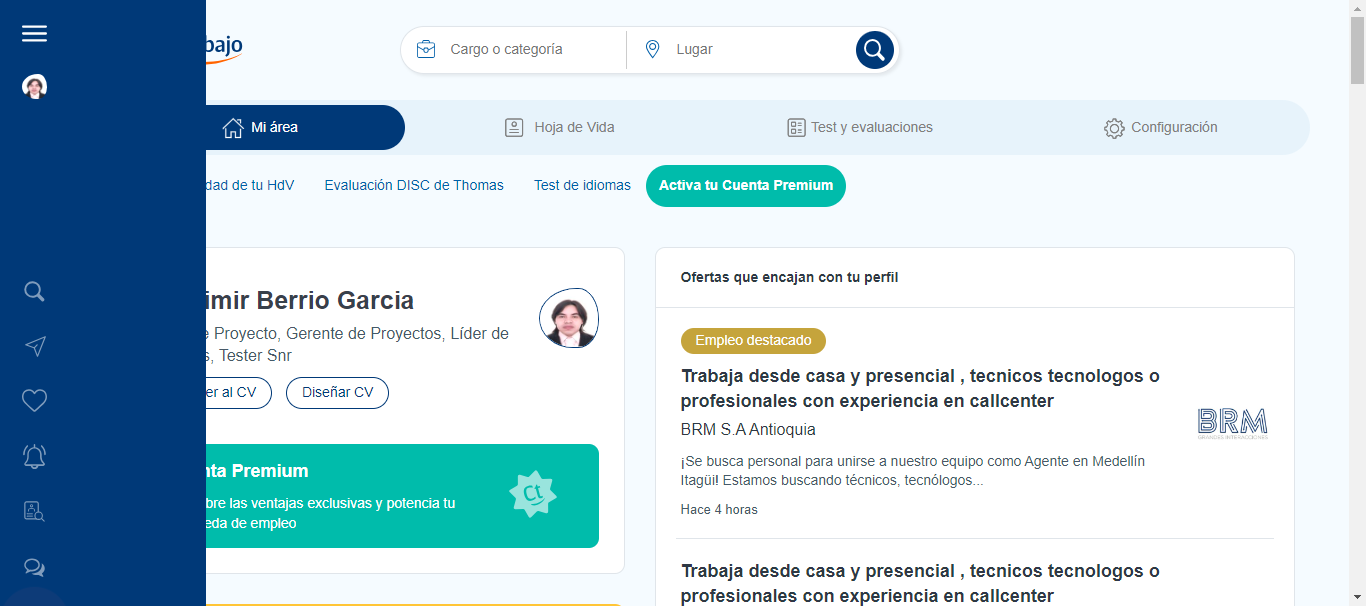 bajo
Cargo o categoría
Lugar
Mi área
Hoja de Vida
Test y evaluaciones
Configuración
dad de tu HdV
Evaluación DISC de Thomas
Test de idiomas
Activa tu Cuenta Premium
imir Berrio Garcia
e Proyecto, Gerente de Proyectos, Líder de
s, Tester Snr
er al CV
Diseñar CV
nta Premium
bre las ventajas exclusivas y potencia tu
eda de empleo
Ct
Ofertas que encajan con tu perfil
Empleo destacado
Trabaja desde casa y presencial , tecnicos tecnologos o
profesionales con experiencia en callcenter
BRM S.A Antioquia
BRM
GRANDES INTERACCIONES
¡Se busca personal para unirse a nuestro equipo como Agente en Medellín
Itagüi! Estamos buscando técnicos, tecnólogos...
Hace 4 horas
Trabaja desde casa y presencial , tecnicos tecnologos o
profesionales con experiencia en callcenter